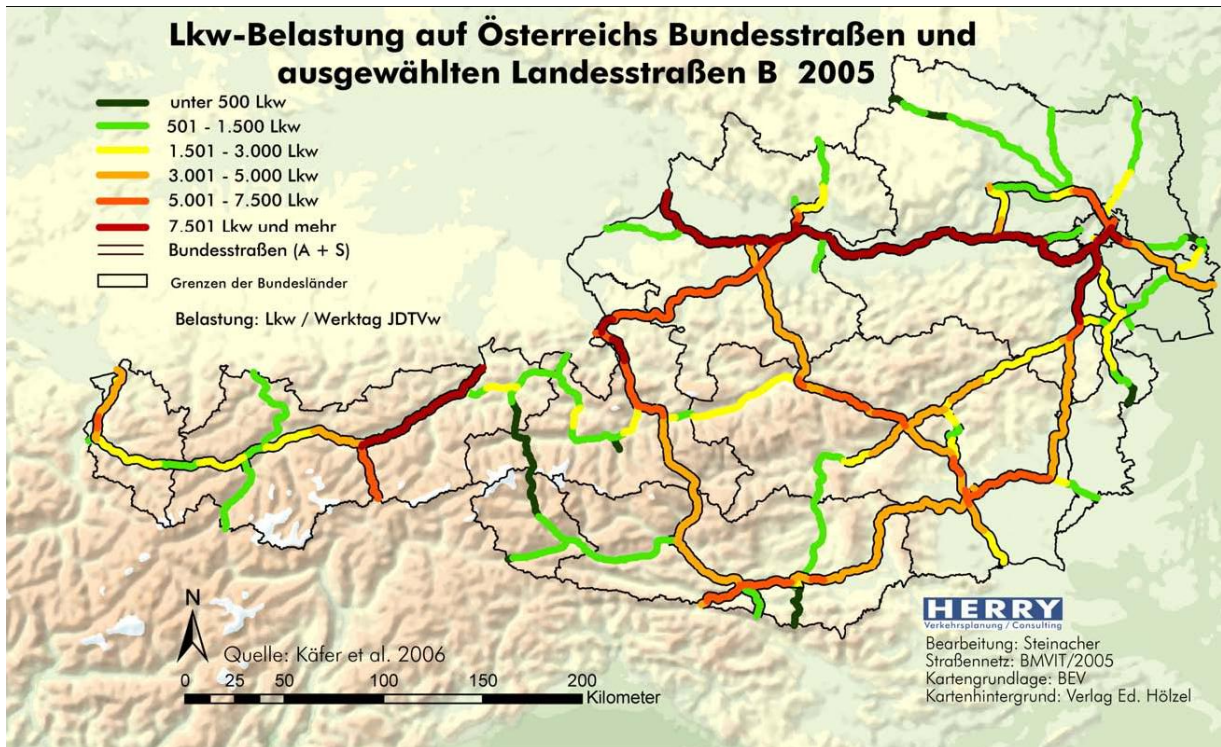 Lkw-Belastung auf Österreichs Bundesstraßen und
ausgewählten Landesstraßen B 2005
unter 500 Lkw
501 - 1.500 Lkw
1.501 - 3.000 Lkw
3.001 - 5.000 Lkw
5.001 - 7.500 Lkw
7.501 Lkw und mehr
Bundesstraßen (A + S)
Grenzen der Bundesländer
Belastung: Lkw / Werktag JDTVw
N
Quelle: Käfer et al. 2006
0 25 50 100 150 200
Kilometer
HERRY
Verkehrsplanung / Consulting
Bearbeitung: Steinacher
Straßennetz: BMVIT/2005
Kartengrundlage: BEV
Kartenhintergrund: Verlag Ed. Hölzel